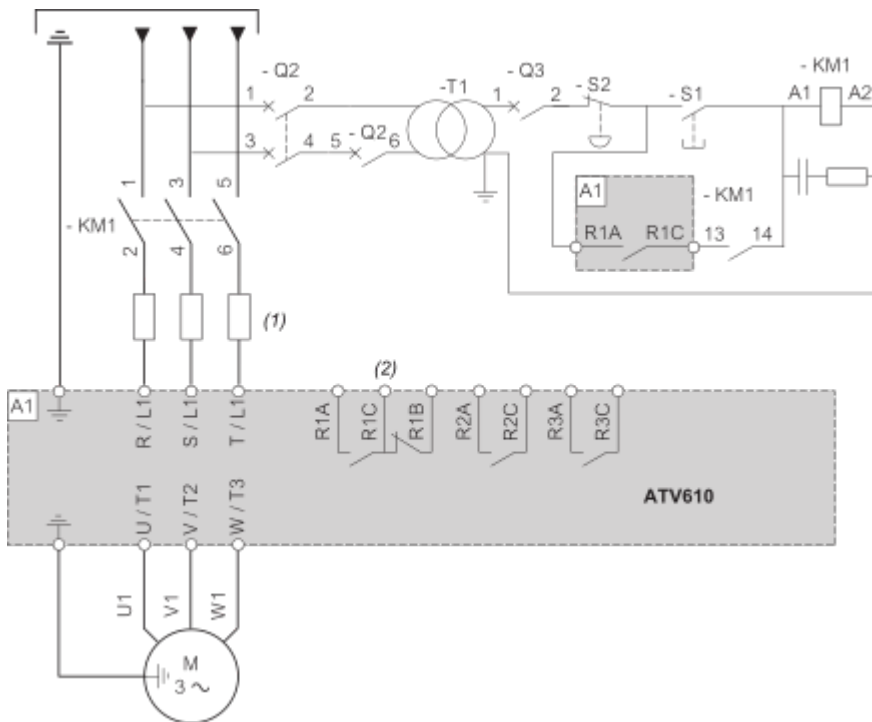 - Q2
1
2
3
4
- Q2
5
6
-T1
1
- Q3
2
- S2
- S1
- KM1
A1
A2
A1
R1A
R1C
- KM1
13
14
1
3
5
- KM1
2
4
6
(1)
(2)
A1
R / L1
S / L1
T / L1
R1A
R1C
R1B
R2A
R2C
R3A
R3C
U / T1
V / T2
W / T3
ATV610
U1
V1
W1
M
3 ~